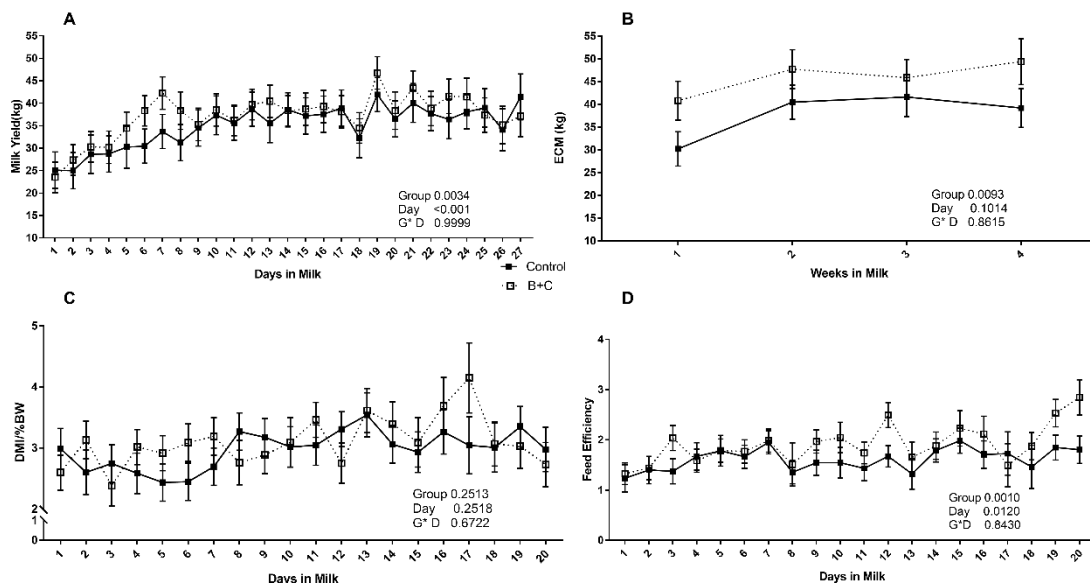 A
Milk Yield(kg)
55
50
45
40
35
30
25
20
15
10
Group 0.0034
Day <0.001
G* D 0.9999
1 2 3 4 5 6 7 8 9 10 11 12 13 14 15 16 17 18 19 20 21 22 23 24 25 26 27
Days in Milk
Control
B+C
B
ECM (kg)
55
50
45
40
35
30
25
20
15
10
Group 0.0093
Day 0.1014
G* D 0.8615
1 2 3 4
Weeks in Milk
C
DMI/%BW
5
4
3
2
1
0
Group 0.2513
Day 0.2518
G* D 0.6722
1 2 3 4 5 6 7 8 9 10 11 12 13 14 15 16 17 18 19 20
Days in Milk
D
Feed Efficiency
4
3
2
1
0
Group 0.0010
Day 0.0120
G*D 0.8430
1 2 3 4 5 6 7 8 9 10 11 12 13 14 15 16 17 18 19 20
Days in Milk